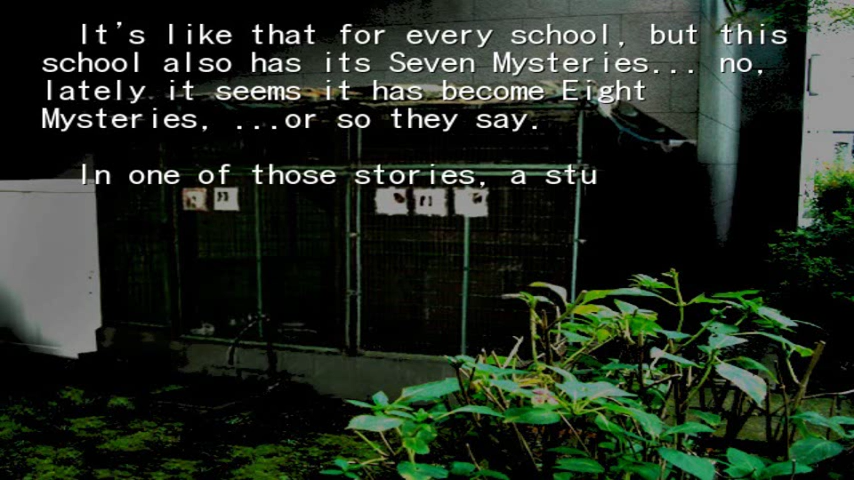 It's like that for every school, but this
school also has its Seven Mysteries... no,
lately it seems it has become Eight
Mysteries, ...or so they say.
In one of those stories, a stu